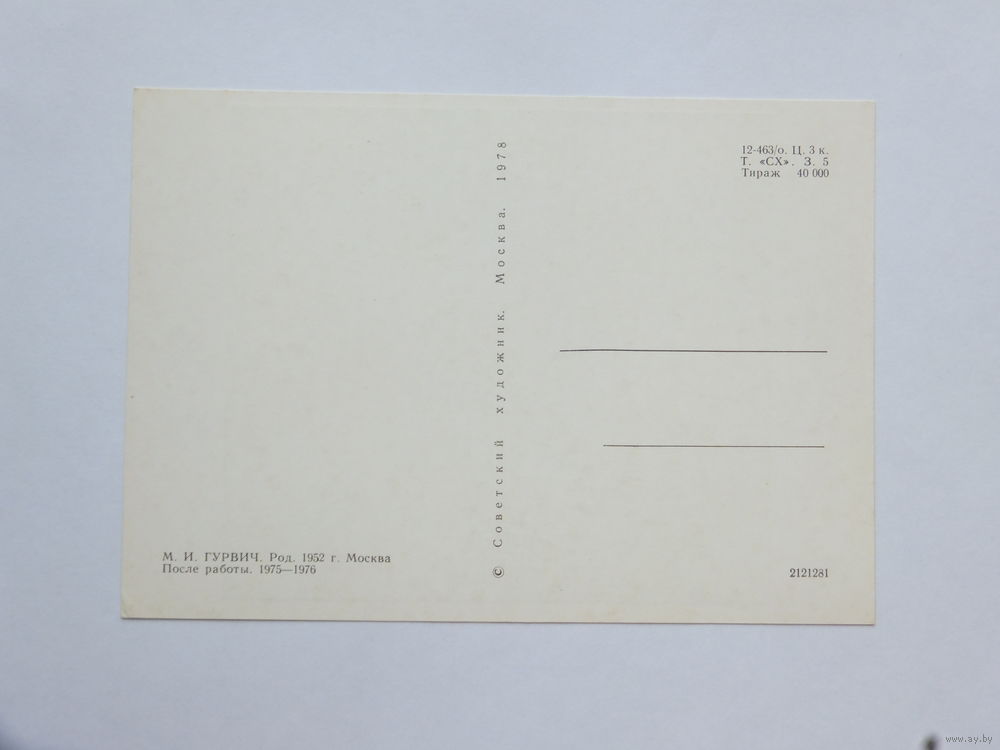 12-463/о. Ц. 3 к.
Т. «СХ». З. 5
Тираж 40 000
© Советский художник. Москва. 1978
М. И. ГУРВИЧ. Род. 1952 г. Москва
После работы. 1975—1976
2121281
www.ay.by